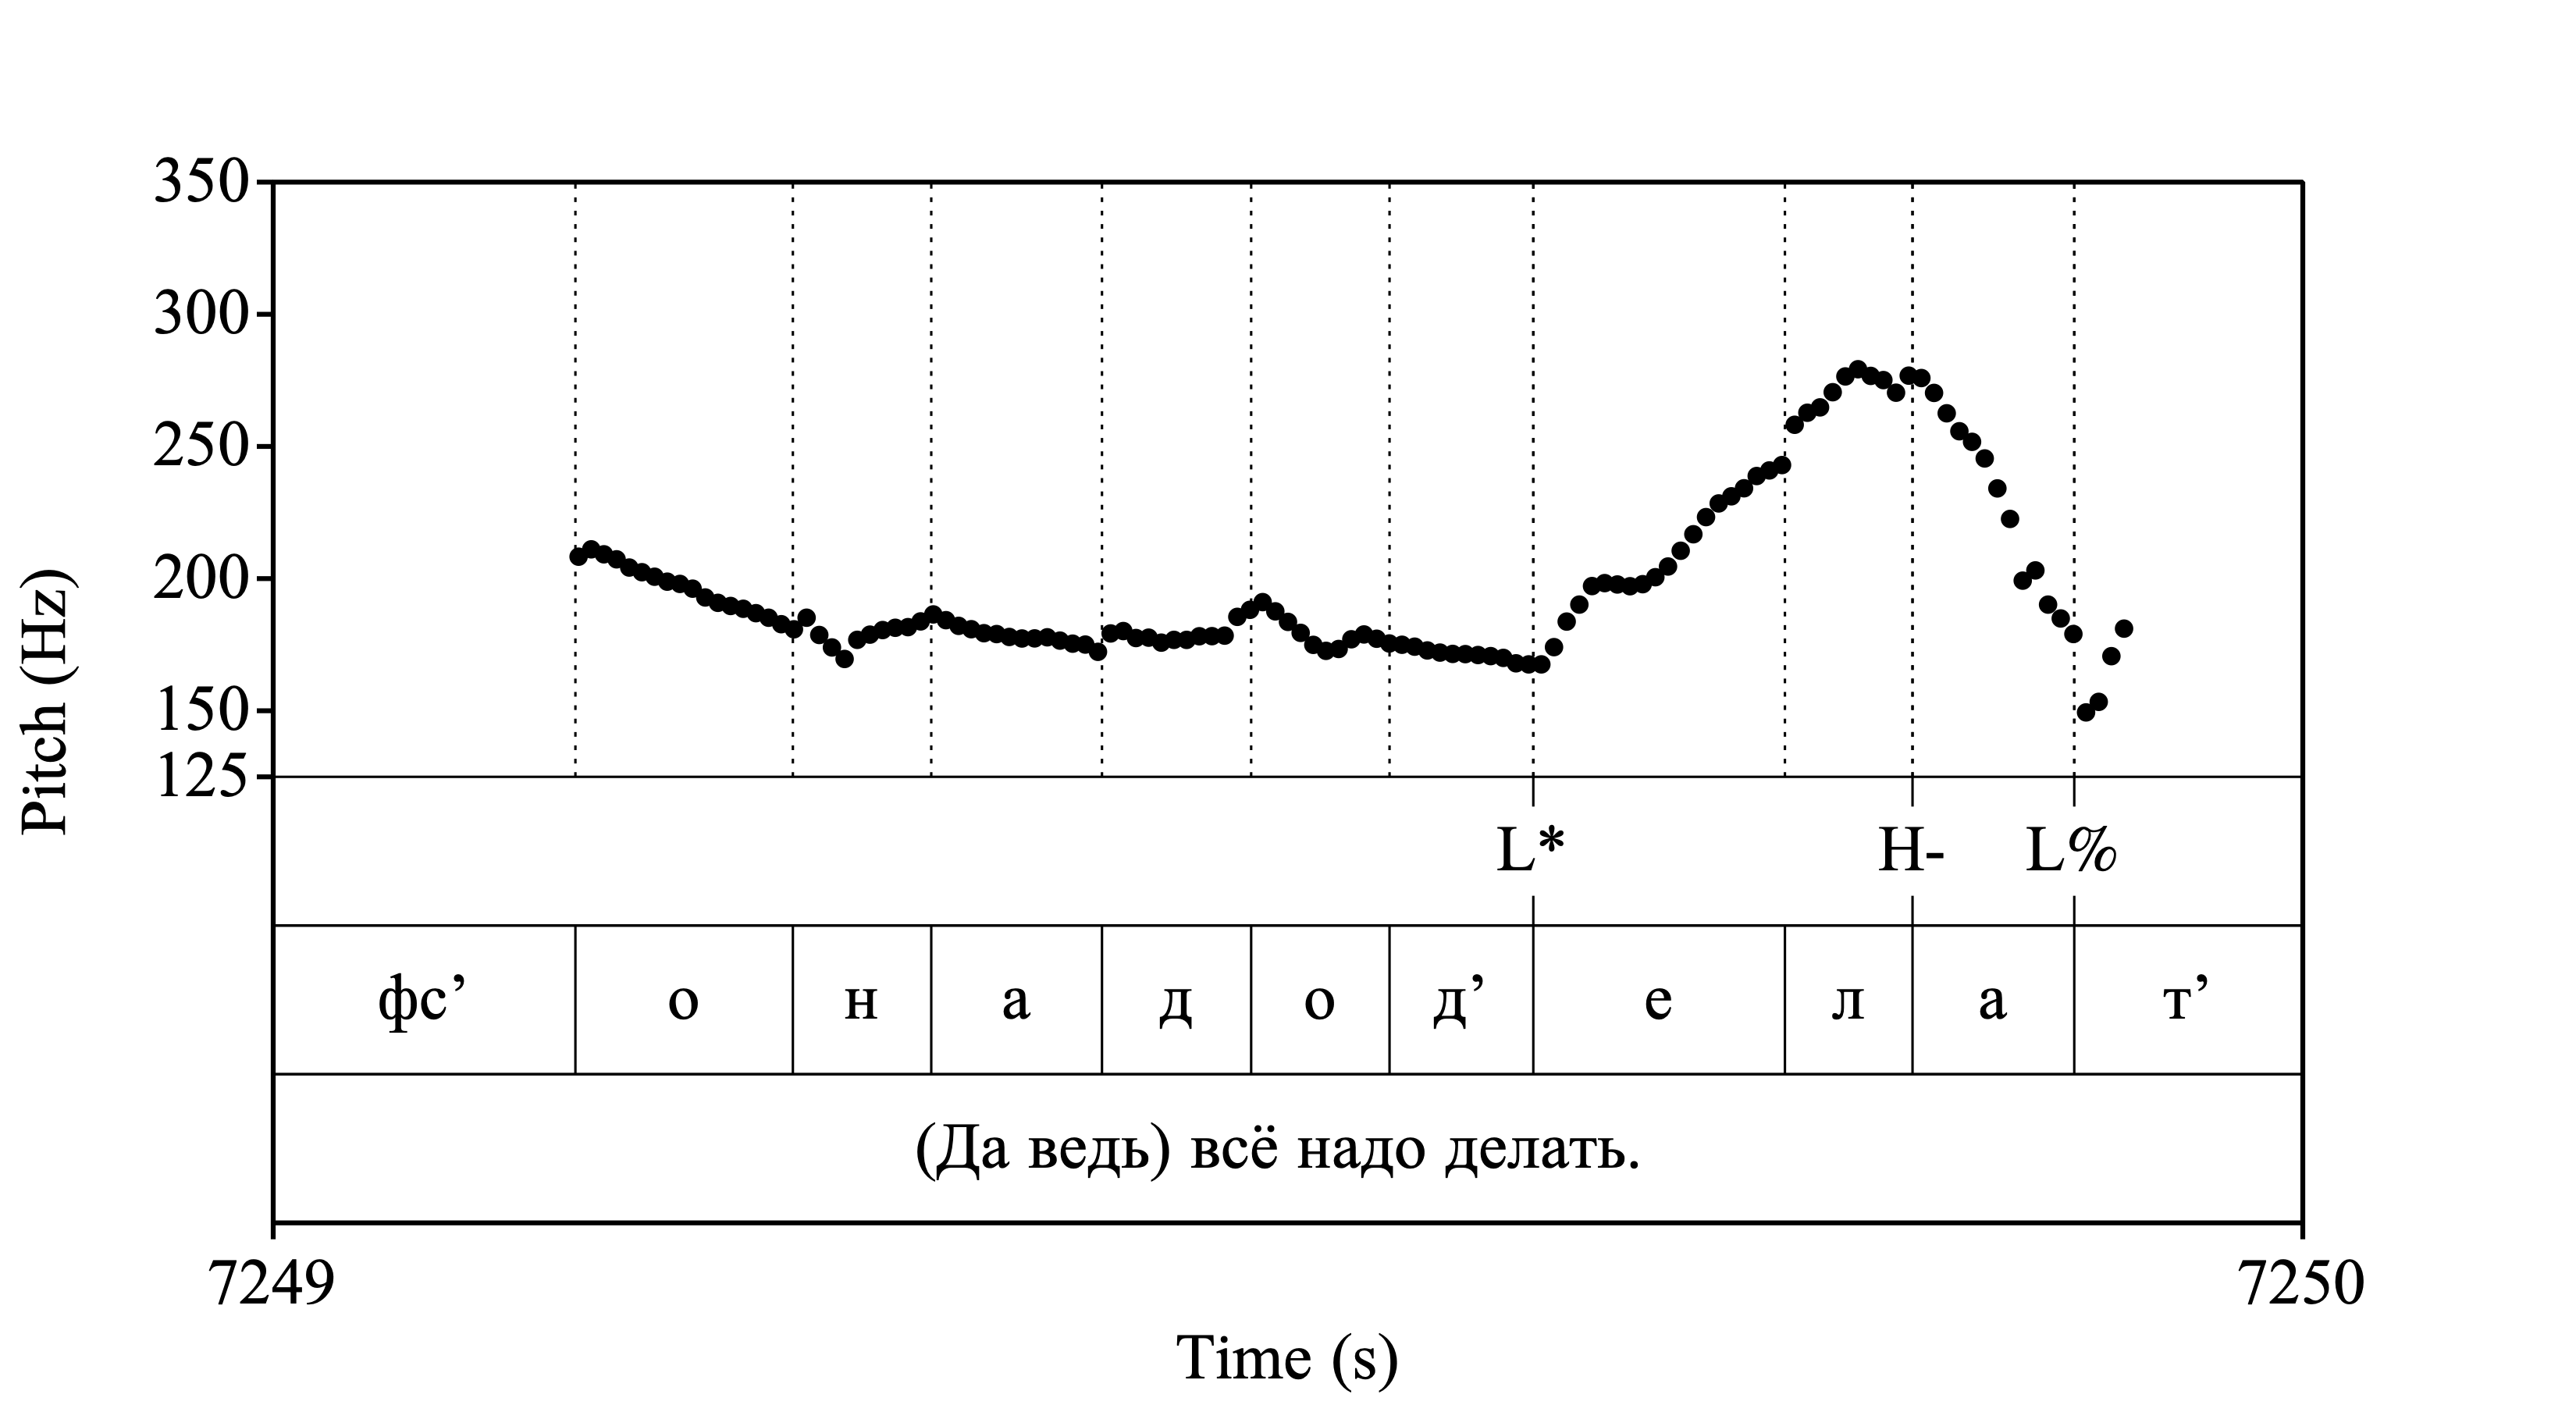 350
300
250
200
150
125
Pitch (Hz)
L* H- L%
фс’ о н а д о д’ е л а т’
(Да ведь) всё надо делать.
7249 7250
Time (s)